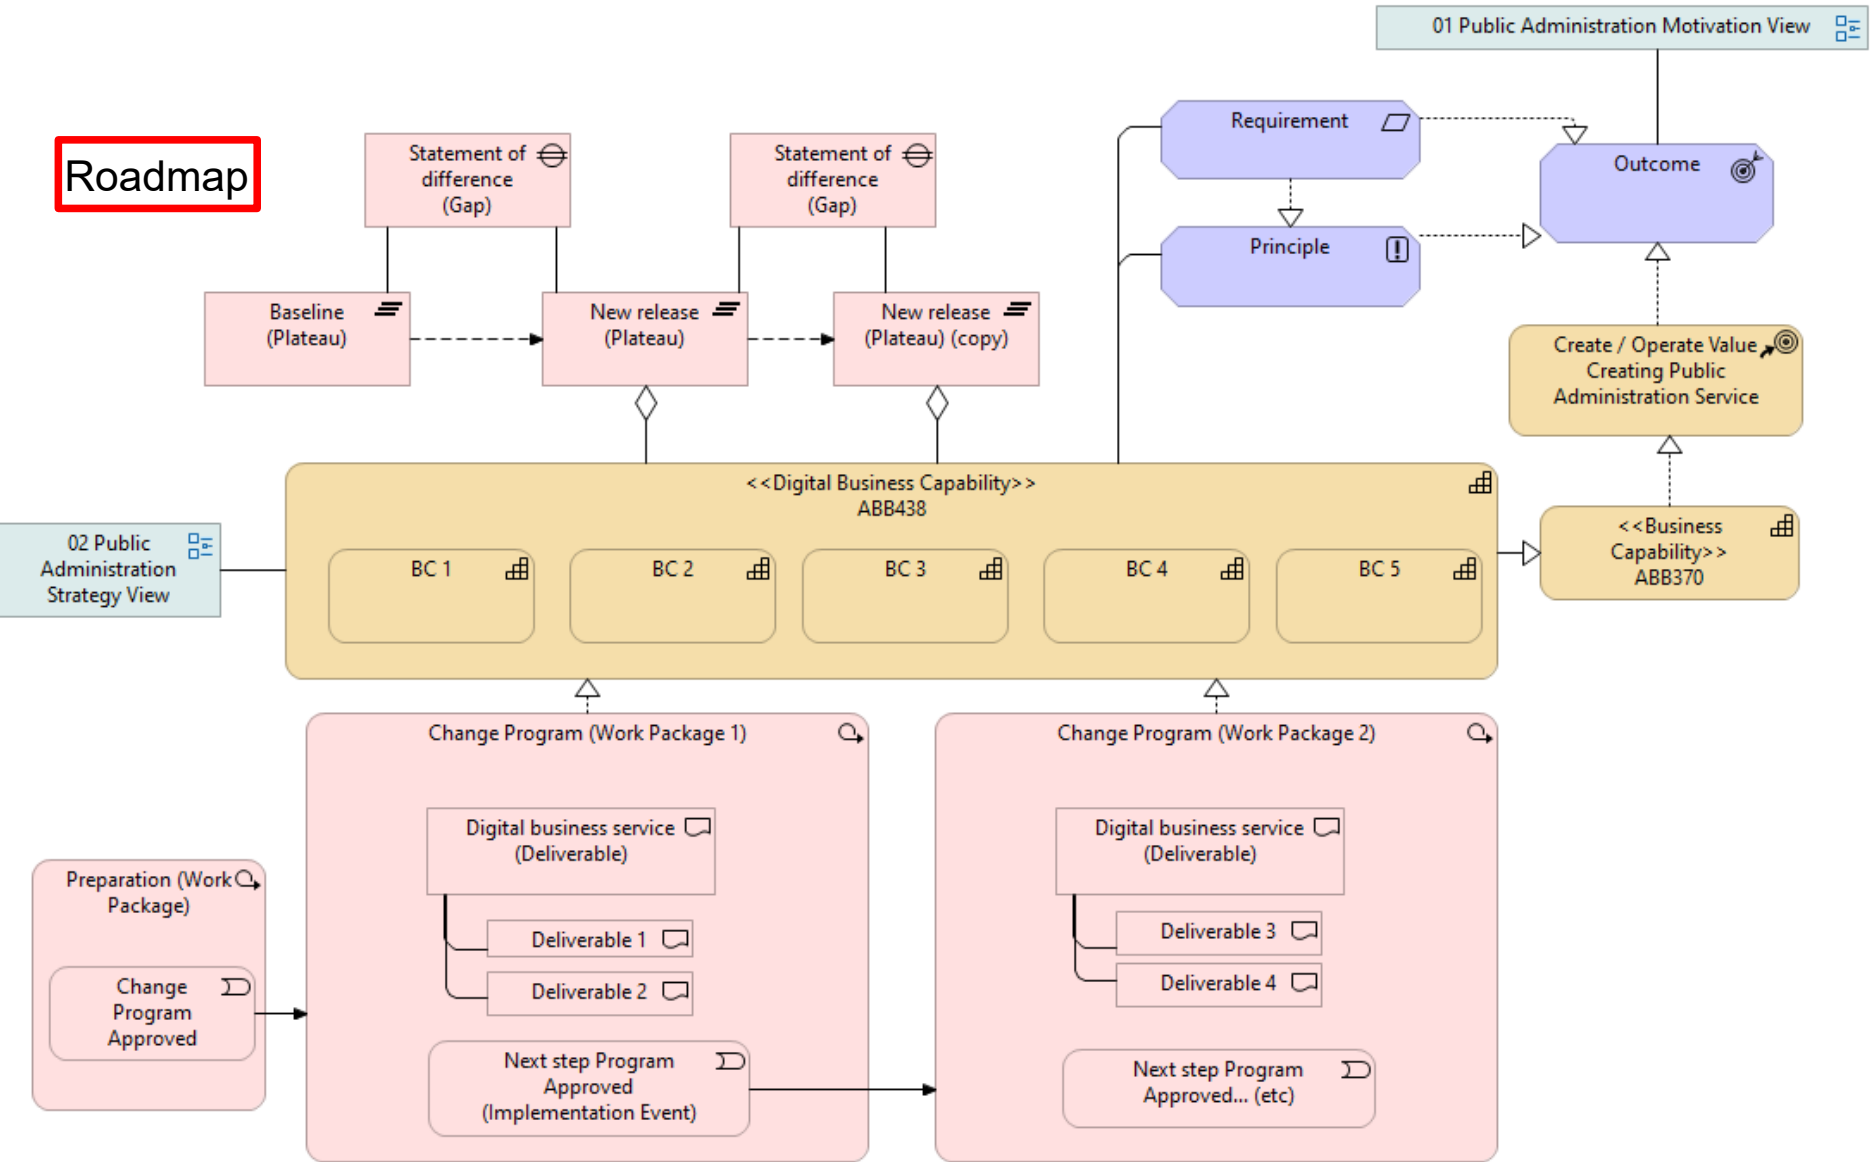 01 Public Administration Motivation View
Roadmap
Statement of
difference
(Gap)
Statement of
difference
(Gap)
Requirement
Outcome
Principle
Baseline
(Plateau)
New release
(Plateau)
New release
(Plateau) (copy)
Create / Operate Value
Creating Public
Administration Service
<<Digital Business Capability>>
ABB438
02 Public
Administration
Strategy View
BC 1
BC 2
BC 3
BC 4
BC 5
<<Business
Capability>>
ABB370
Change Program (Work Package 1)
Change Program (Work Package 2)
Digital business service
(Deliverable)
Digital business service
(Deliverable)
Preparation (Work
Package)
Deliverable 1
Deliverable 2
Deliverable 3
Deliverable 4
Change
Program
Approved
Next step Program
Approved
(Implementation Event)
Next step Program
Approved... (etc)